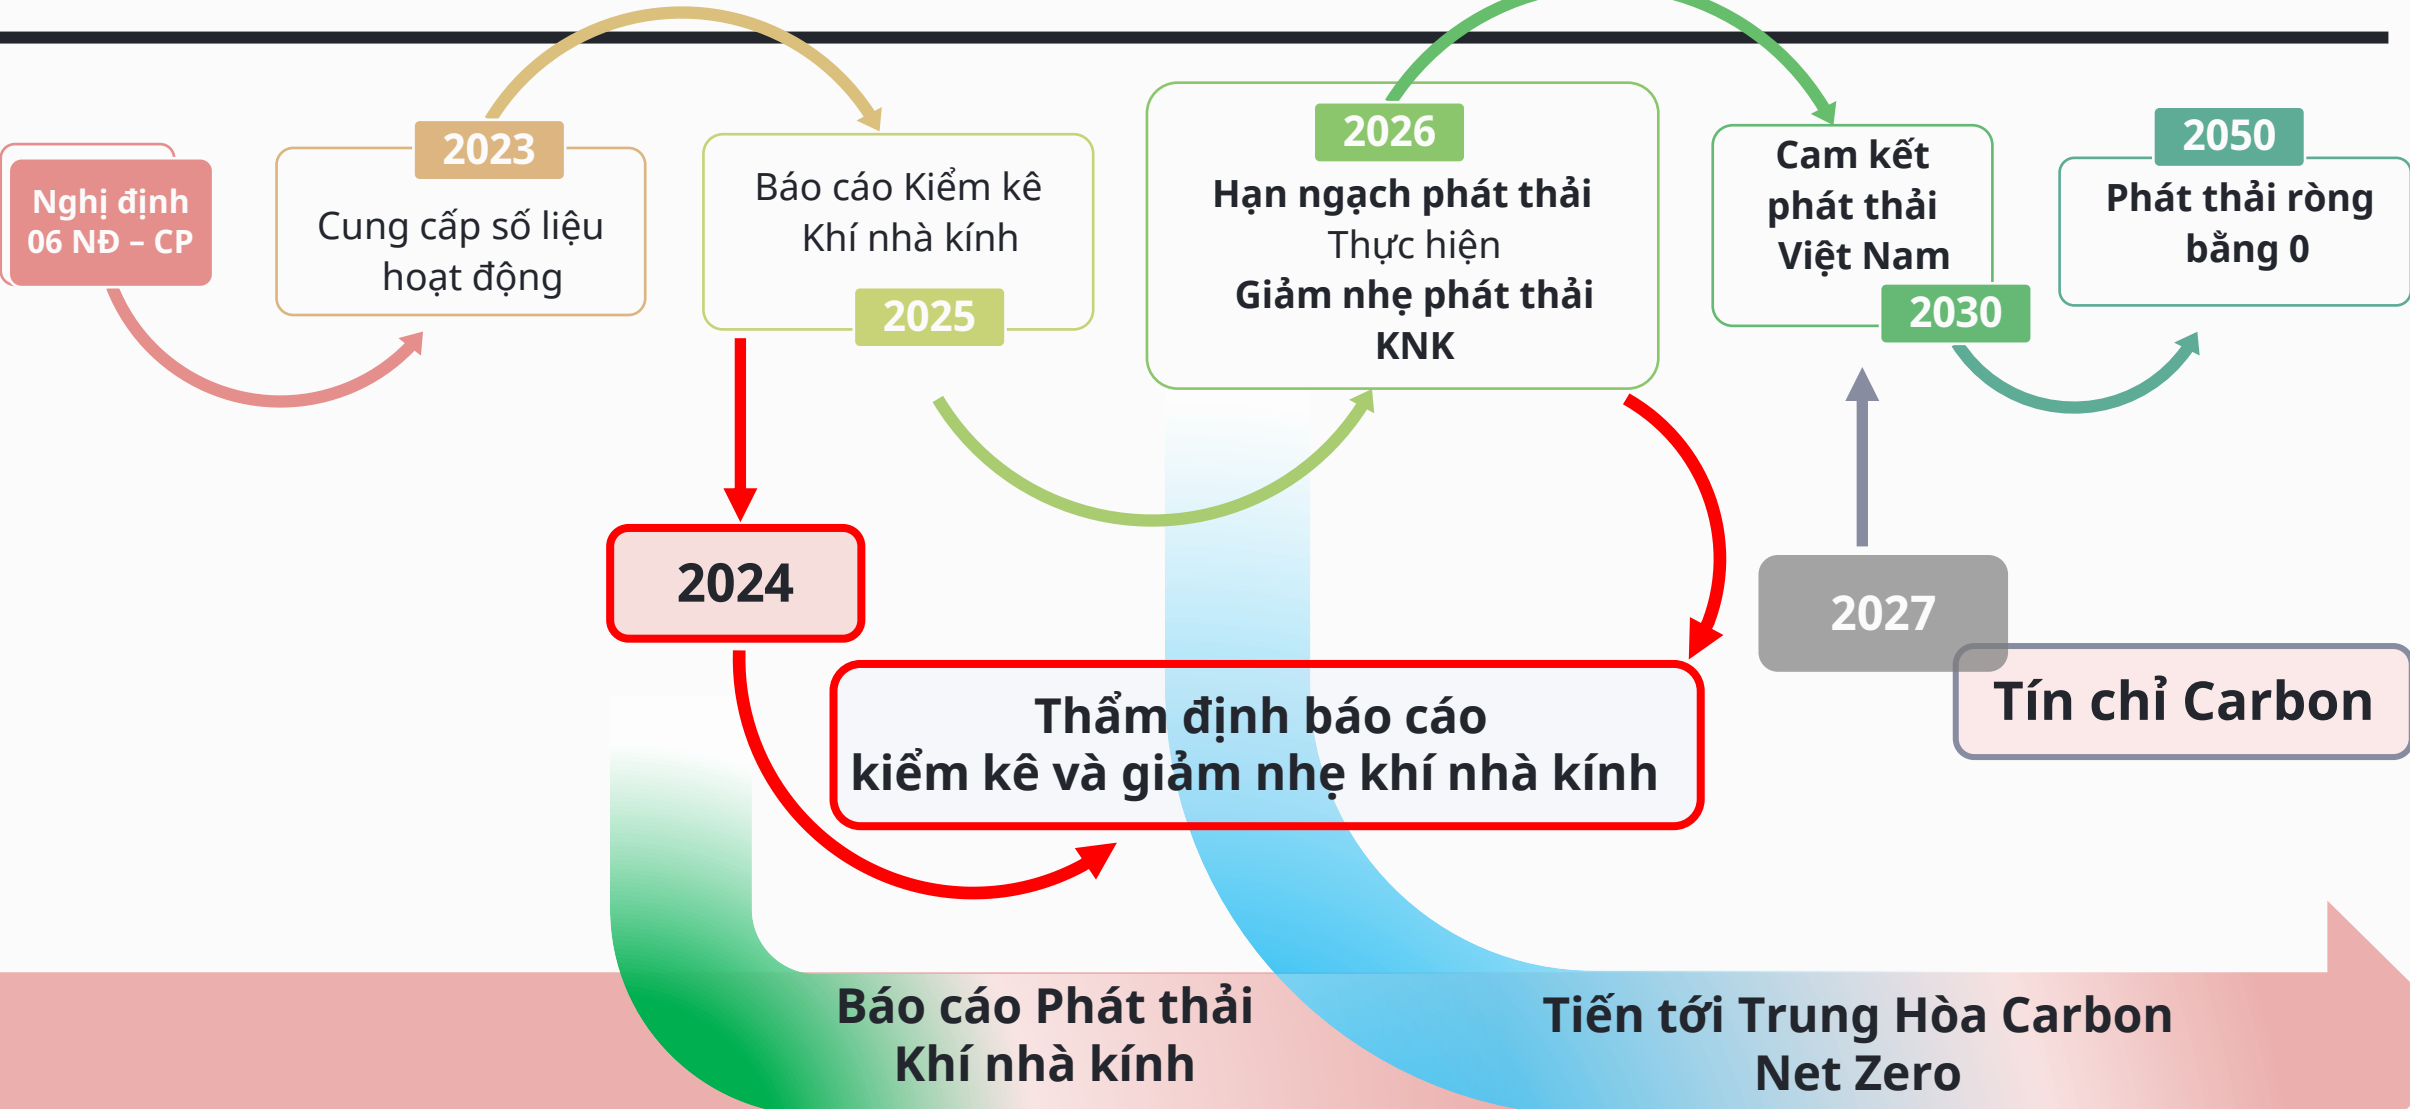 Nghị định
06 NĐ – CP
2023
Cung cấp số liệu
hoạt động
Báo cáo Kiểm kê
Khí nhà kính
2025
2026
Hạn ngạch phát thải
Thực hiện
Giảm nhẹ phát thải
KNK
Cam kết
phát thải
Việt Nam
2030
2050
Phát thải ròng
bằng 0
2024
Thẩm định báo cáo
kiểm kê và giảm nhẹ khí nhà kính
2027
Tín chỉ Carbon
Báo cáo Phát thải
Khí nhà kính
Tiến tới Trung Hòa Carbon
Net Zero